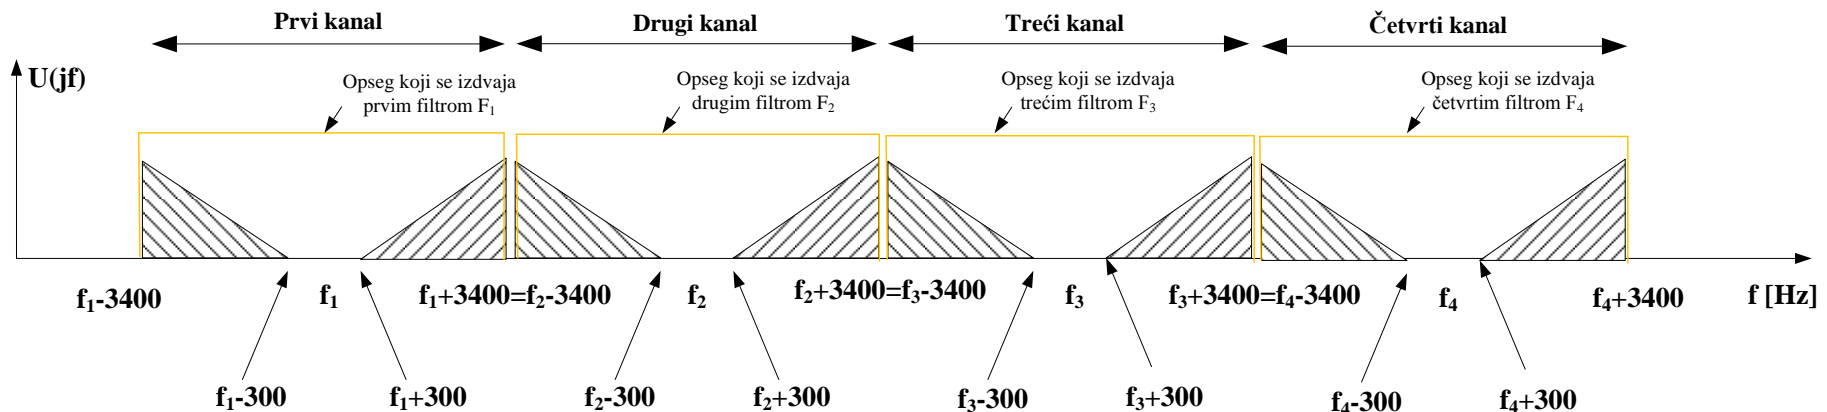 Prvi kanal Drugi kanal Treći kanal Četvrti kanal
U(jf)
Opseg koji se izdvaja
prvim filtrom F₁
Opseg koji se izdvaja
drugim filtrom F₂
Opseg koji se izdvaja
trećim filtrom F₃
Opseg koji se izdvaja
četvrtim filtrom F₄
f₁-3400 f₁ f₁+3400=f₂-3400 f₂ f₂+3400=f₃-3400 f₃ f₃+3400=f₄-3400 f₄ f₄+3400 f [Hz]
f₁-300 f₁+300 f₂-300 f₂+300 f₃-300 f₃+300 f₄-300 f₄+300